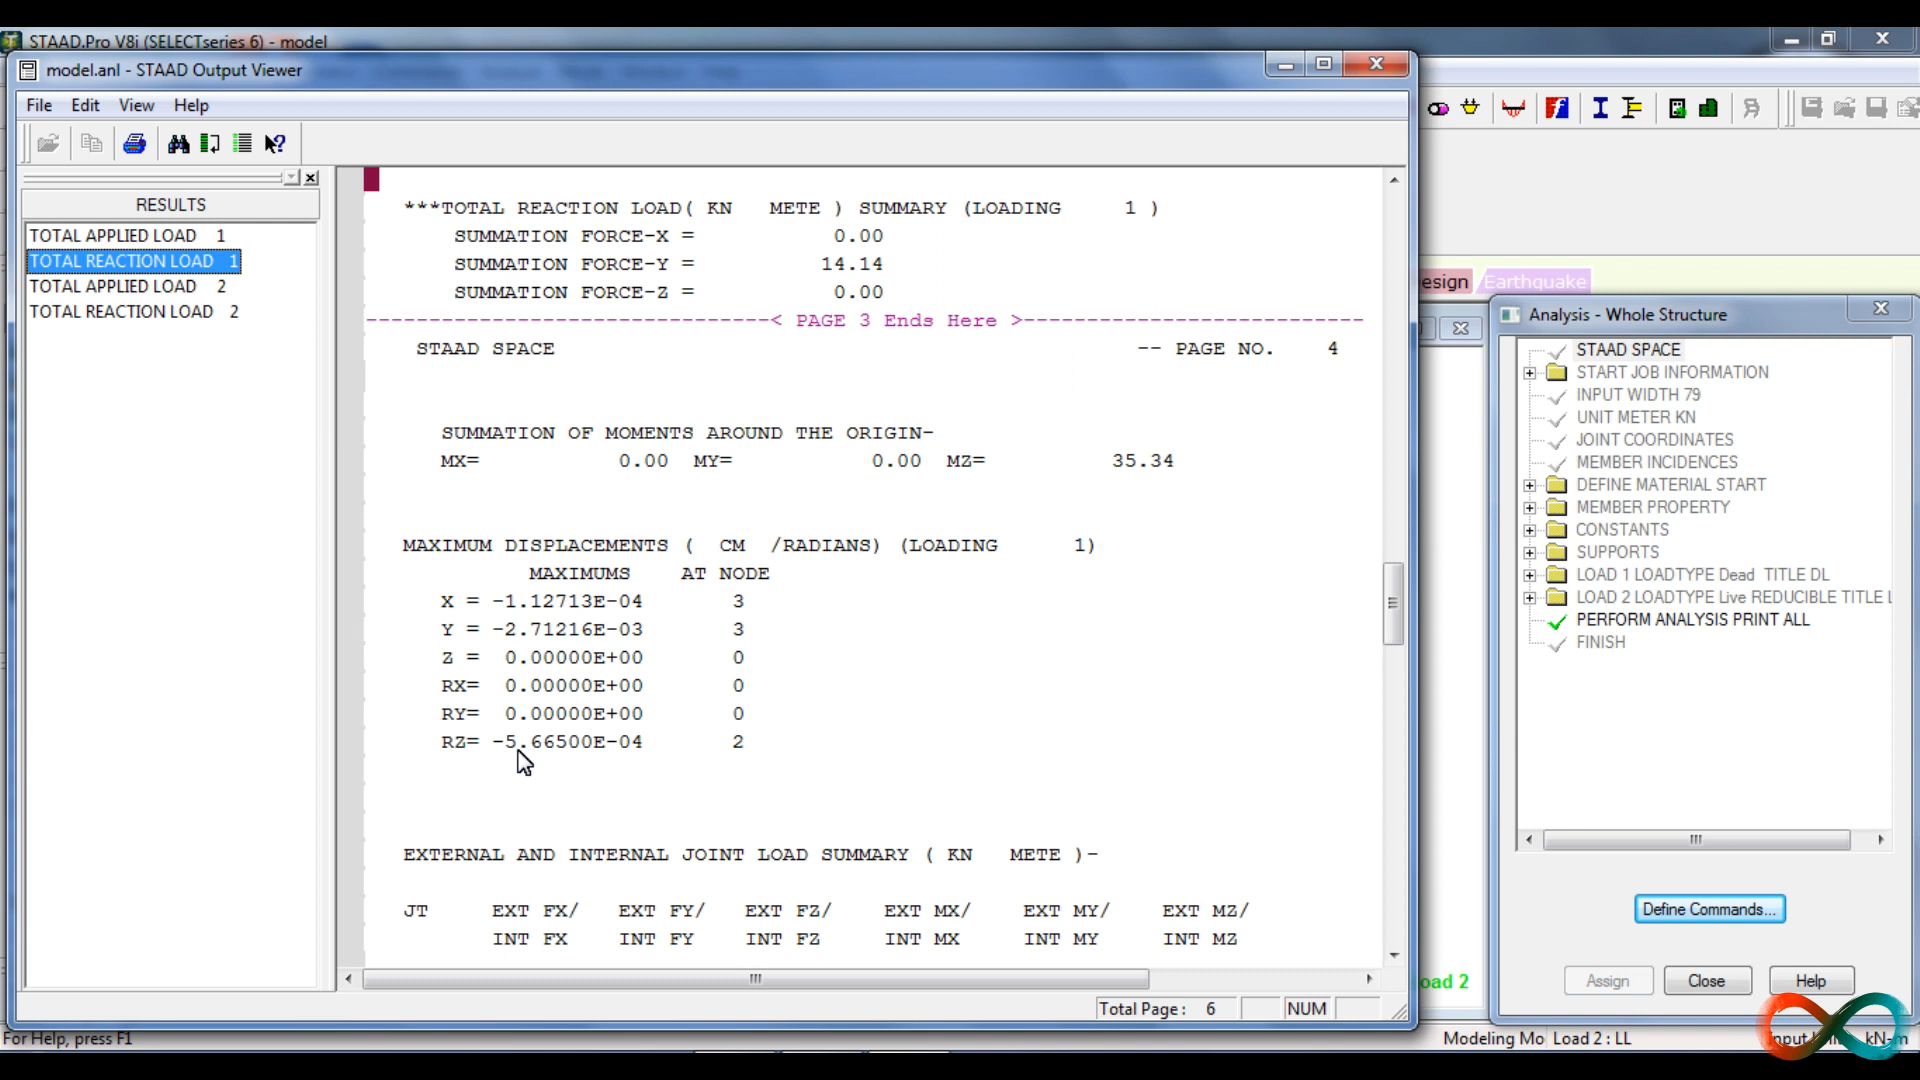 STAAD.Pro V8i (SELECTseries 6) - model
model.anl - STAAD Output Viewer
File Edit View Help
RESULTS
TOTAL APPLIED LOAD 1
TOTAL REACTION LOAD 1
TOTAL APPLIED LOAD 2
TOTAL REACTION LOAD 2
***TOTAL REACTION LOAD( KN METE ) SUMMARY (LOADING 1 )
SUMMATION FORCE-X = 0.00
SUMMATION FORCE-Y = 14.14
SUMMATION FORCE-Z = 0.00
< PAGE 3 Ends Here >
STAAD SPACE -- PAGE NO. 4
SUMMATION OF MOMENTS AROUND THE ORIGIN-
MX= 0.00 MY= 0.00 MZ= 35.34
MAXIMUM DISPLACEMENTS ( CM /RADIANS) (LOADING 1)
MAXIMUMS AT NODE
X = -1.12713E-04 3
Y = -2.71216E-03 3
Z = 0.00000E+00 0
RX= 0.00000E+00 0
RY= 0.00000E+00 0
RZ= -5.66500E-04 2
EXTERNAL AND INTERNAL JOINT LOAD SUMMARY ( KN METE )-
JT EXT FX/ EXT FY/ EXT FZ/ EXT MX/ EXT MY/ EXT MZ/
INT FX INT FY INT FZ INT MX INT MY INT MZ
Total Page : 6 NUM
esign Earthquake
Analysis - Whole Structure
STAAD SPACE
START JOB INFORMATION
INPUT WIDTH 79
UNIT METER KN
JOINT COORDINATES
MEMBER INCIDENCES
DEFINE MATERIAL START
MEMBER PROPERTY
CONSTANTS
SUPPORTS
LOAD 1 LOADTYPE Dead TITLE DL
LOAD 2 LOADTYPE Live REDUCIBLE TITLE L
PERFORM ANALYSIS PRINT ALL
FINISH
Define Commands...
Assign Close Help
oad 2
For Help, press F1
Modeling Mo Load 2 : LL Input kN-m